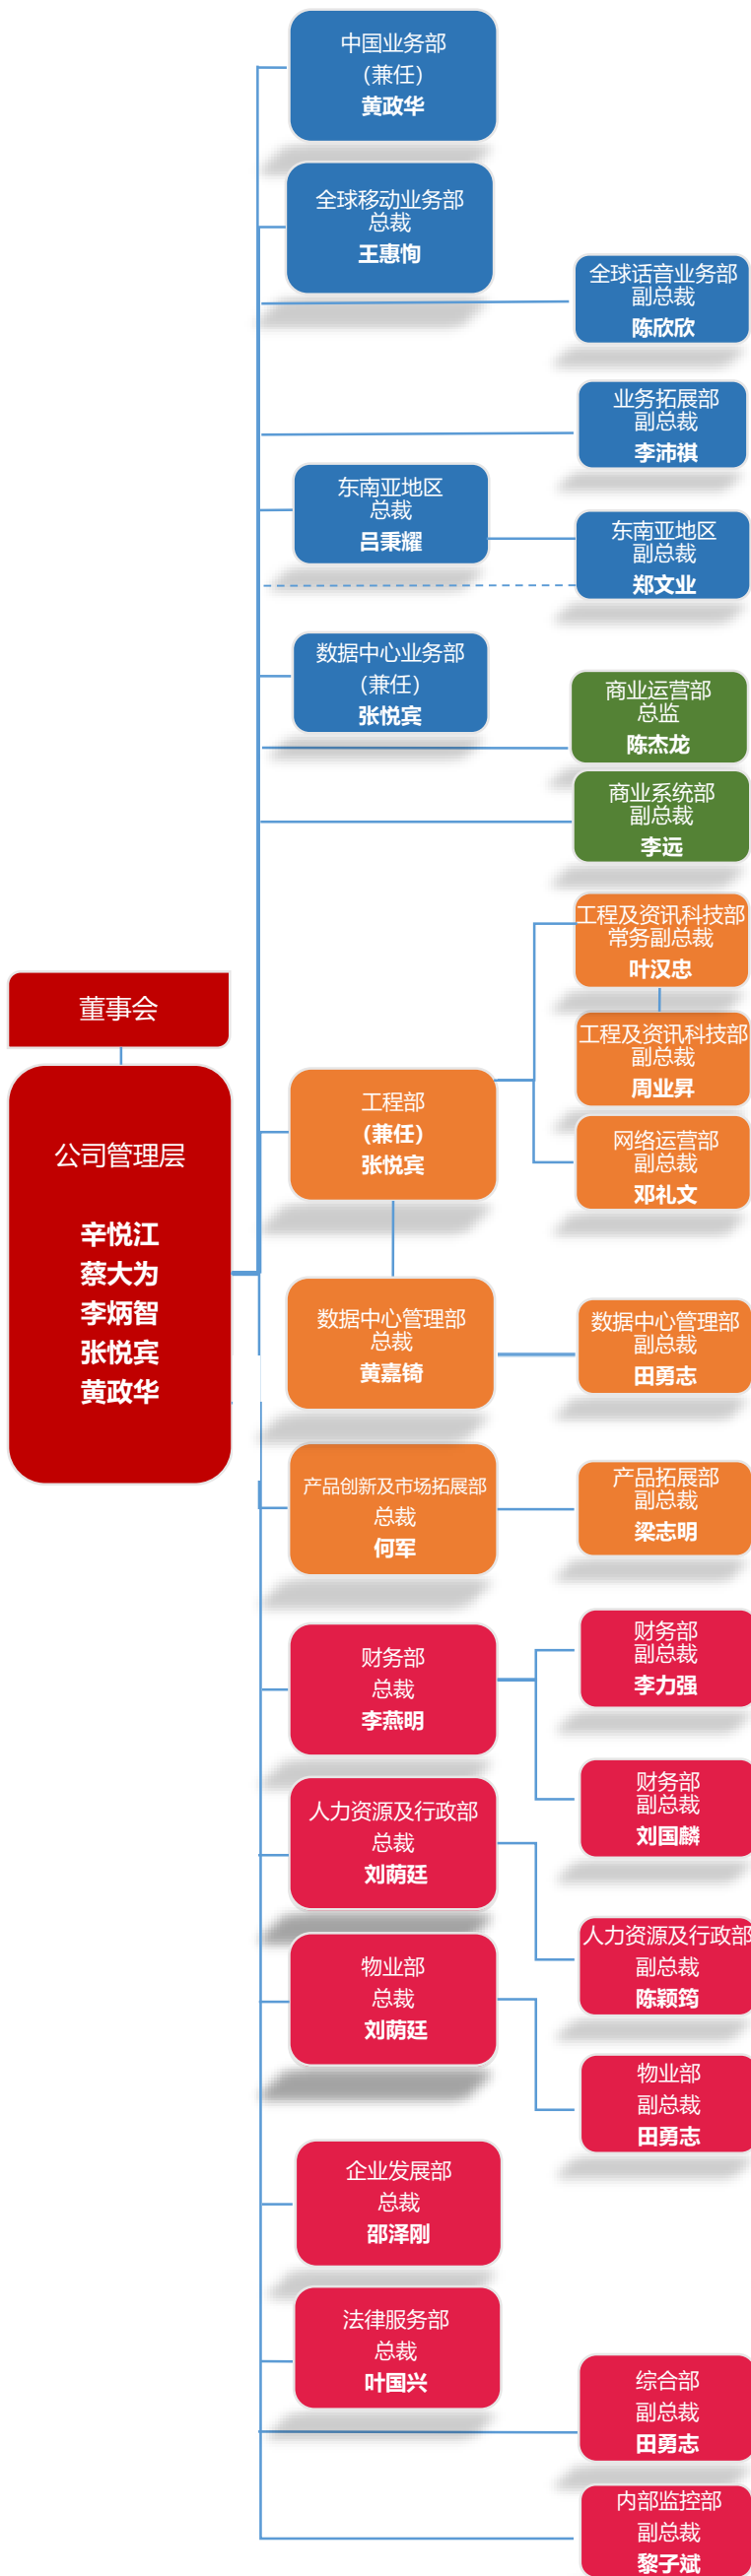 中国业务部
（兼任）
黄政华
全球移动业务部
总裁
王惠恂
全球话音业务部
副总裁
陈欣欣
业务拓展部
副总裁
李沛祺
东南亚地区
总裁
吕秉耀
东南亚地区
副总裁
郑文业
数据中心业务部
（兼任）
张悦宾
商业运营部
总监
陈杰龙
商业系统部
副总裁
李远
工程及资讯科技部
常务副总裁
叶汉忠
董事会
工程及资讯科技部
副总裁
周业昇
公司管理层
辛悦江
蔡大为
李炳智
张悦宾
黄政华
工程部
（兼任）
张悦宾
网络运营部
副总裁
邓礼文
数据中心管理部
总裁
黄嘉锜
数据中心管理部
副总裁
田勇志
产品创新及市场拓展部
总裁
何军
产品拓展部
副总裁
梁志明
财务部
总裁
李燕明
财务部
副总裁
李力强
财务部
副总裁
刘国麟
人力资源及行政部
总裁
刘荫廷
人力资源及行政部
副总裁
陈颖筠
物业部
总裁
刘荫廷
物业部
副总裁
田勇志
企业发展部
总裁
邵泽刚
法律服务部
总裁
叶国兴
综合部
副总裁
田勇志
内部监控部
副总裁
黎子斌